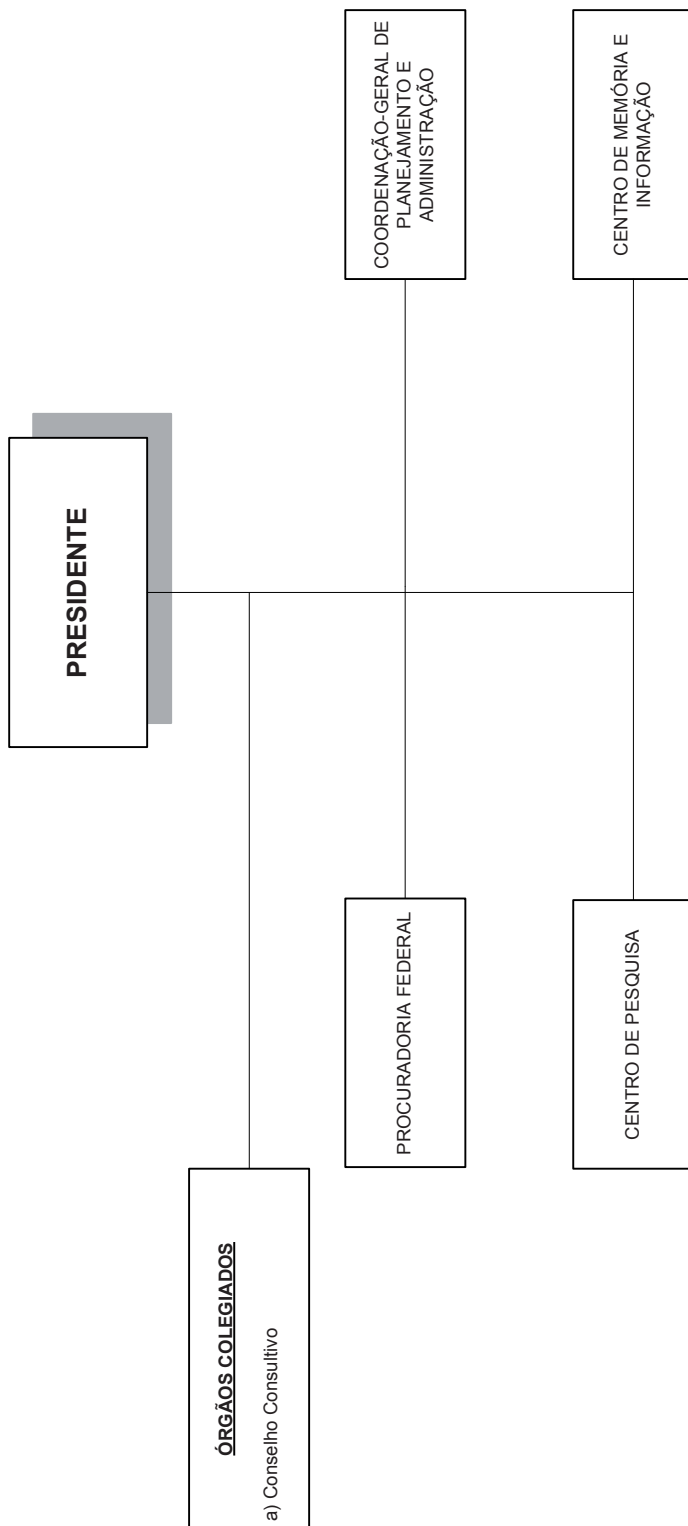 PRESIDENTE
ÓRGÃOS COLEGIADOS
a) Conselho Consultivo
PROCURADORIA FEDERAL
COORDENAÇÃO-GERAL DE
PLANEJAMENTO E
ADMINISTRAÇÃO
CENTRO DE PESQUISA
CENTRO DE MEMÓRIA E
INFORMAÇÃO